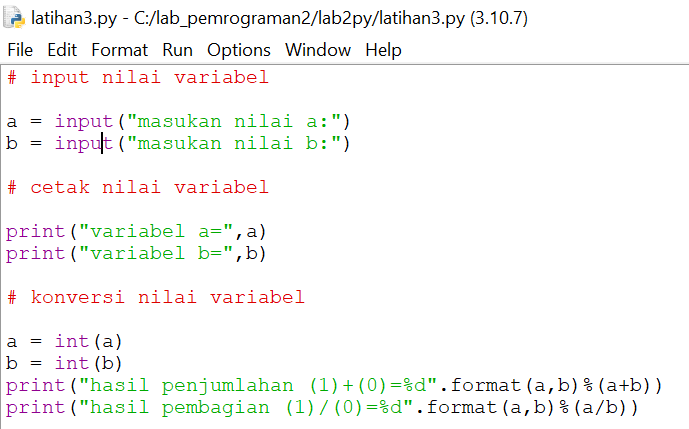 latihan3.py - C:/lab_pemrograman2/lab2py/latihan3.py (3.10.7)
File Edit Format Run Options Window Help
# input nilai variabel
a = input("masukan nilai a:")
b = input("masukan nilai b:")
# cetak nilai variabel
print("variabel a=",a)
print("variabel b=",b)
# konversi nilai variabel
a = int(a)
b = int(b)
print("hasil penjumlahan (1)+(0)=%d".format(a,b)%(a+b))
print("hasil pembagian (1)/(0)=%d".format(a,b)%(a/b))